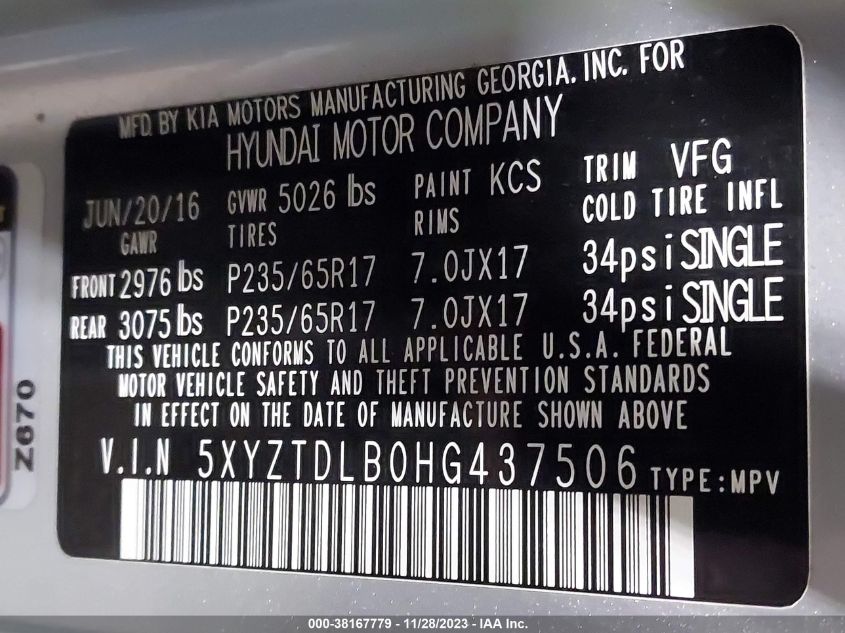 MFD. BY KIA MOTORS MANUFACTURING GEORGIA. INC. FOR
HYUNDAI MOTOR COMPANY
JUN/20/16 GVWR 5026 lbs PAINT KCS TRIM VFG
GAWR TIRES RIMS COLD TIRE INFL
FRONT 2976 lbs P235/65R17 7.0JX17 34psi SINGLE
REAR 3075 lbs P235/65R17 7.0JX17 34psi SINGLE
THIS VEHICLE CONFORMS TO ALL APPLICABLE U.S.A. FEDERAL
MOTOR VEHICLE SAFETY AND THEFT PREVENTION STANDARDS
IN EFFECT ON THE DATE OF MANUFACTURE SHOWN ABOVE
V.I.N 5XYZTDLB0HG437506 TYPE:MPV
Z670
000-38167779 - 11/28/2023 - IAA Inc.